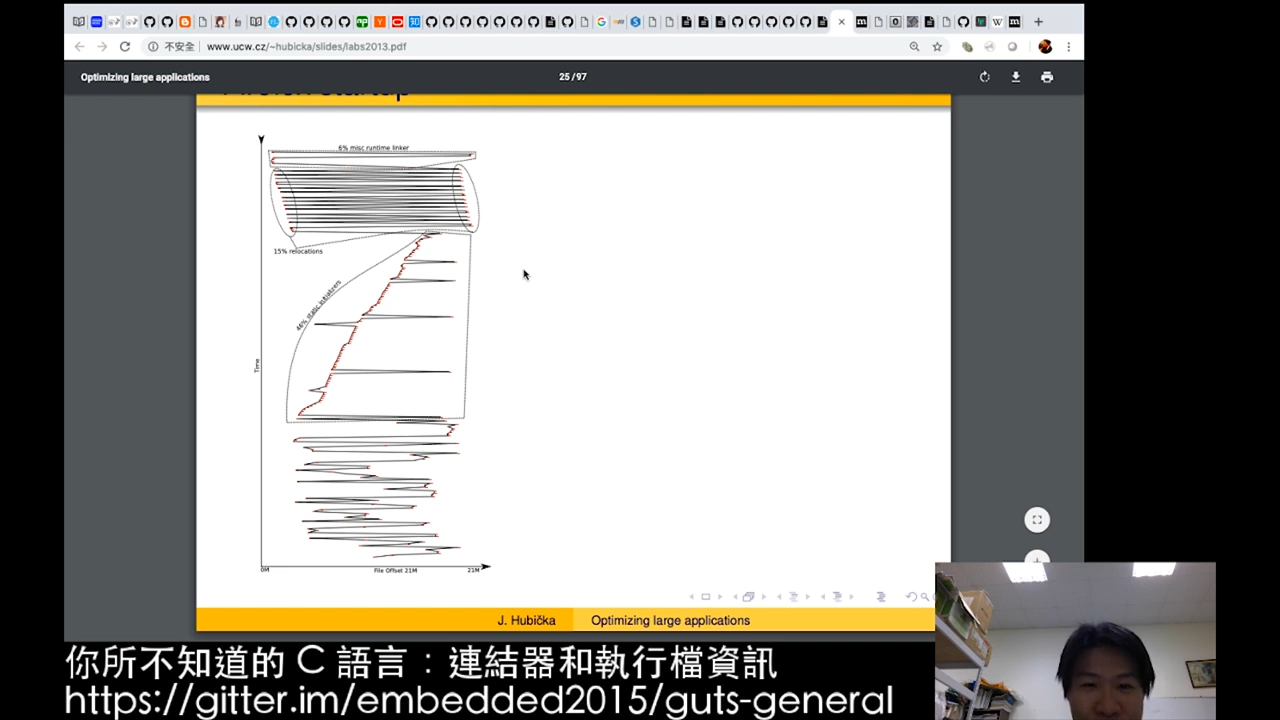 不安全
www.ucw.cz/~hubicka/slides/labs2013.pdf
Optimizing large applications
25 / 97
6% misc runtime linker
15% relocations
46% static initializers
Time
0M
File Offset 21M
21M
J. Hubička
Optimizing large applications
你所不知道的 C 語言：連結器和執行檔資訊
https://gitter.im/embedded2015/guts-general